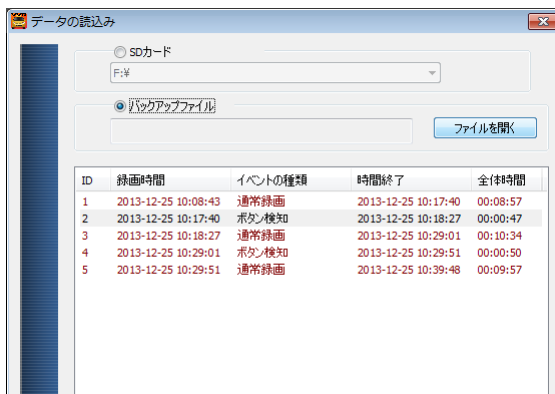 データの読込み
SDカード
F:¥
バックアップファイル
ファイルを開く
ID 録画時間 イベントの種類 時間終了 全体時間
1 2013-12-25 10:08:43 通常録画 2013-12-25 10:17:40 00:08:57
2 2013-12-25 10:17:40 ボタン検知 2013-12-25 10:18:27 00:00:47
3 2013-12-25 10:18:27 通常録画 2013-12-25 10:29:01 00:10:34
4 2013-12-25 10:29:01 ボタン検知 2013-12-25 10:29:51 00:00:50
5 2013-12-25 10:29:51 通常録画 2013-12-25 10:39:48 00:09:57